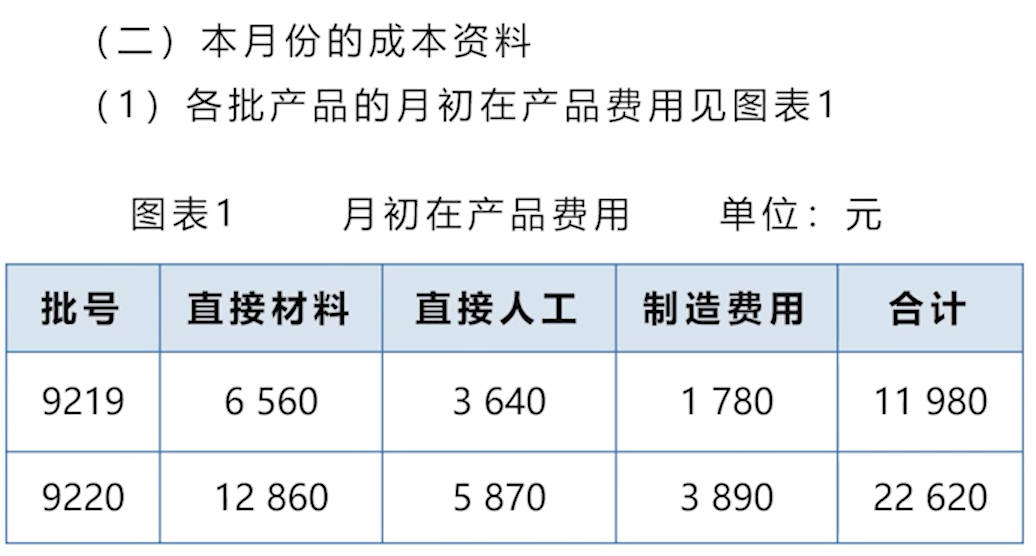 （二）本月份的成本资料
（1）各批产品的月初在产品费用见图表1
图表1 月初在产品费用 单位：元
批号 直接材料 直接人工 制造费用 合计
9219 6 560 3 640 1 780 11 980
9220 12 860 5 870 3 890 22 620